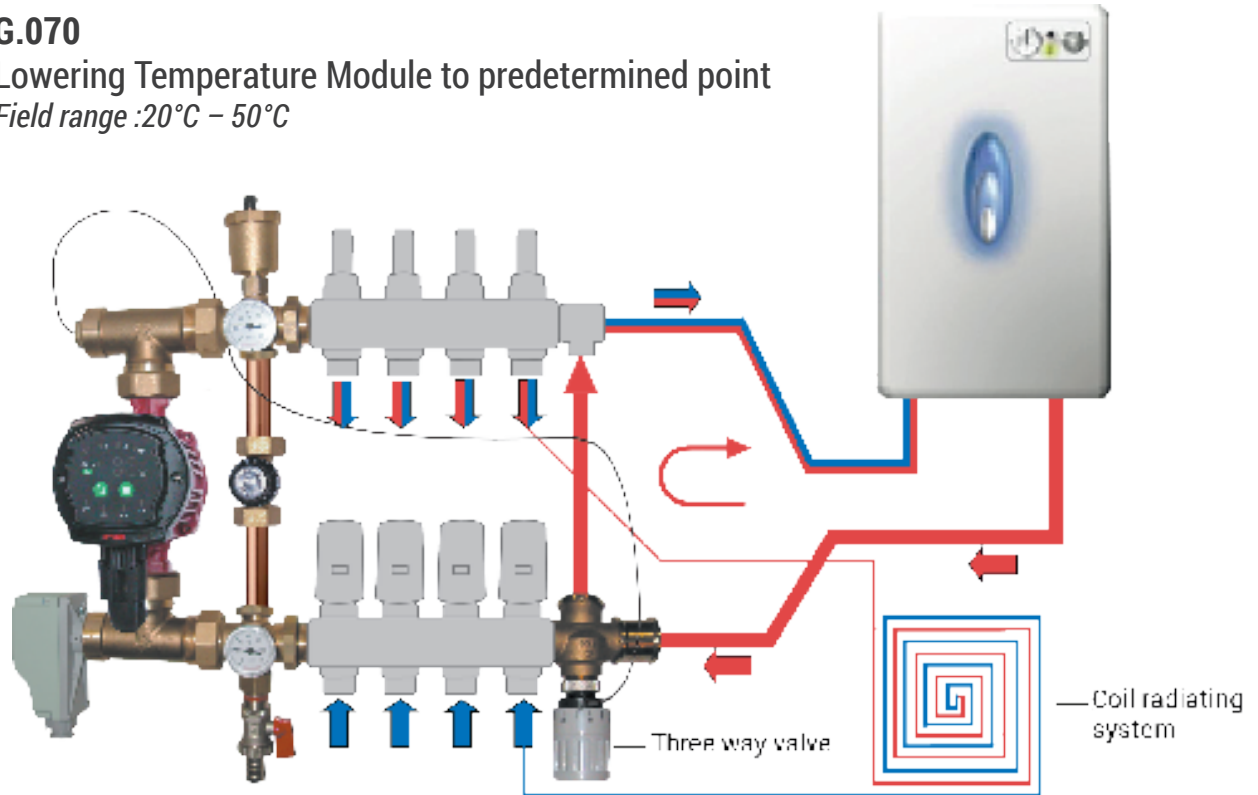 G.070
Lowering Temperature Module to predetermined point
Field range :20°C – 50°C
Coil radiating
system
Three way valve